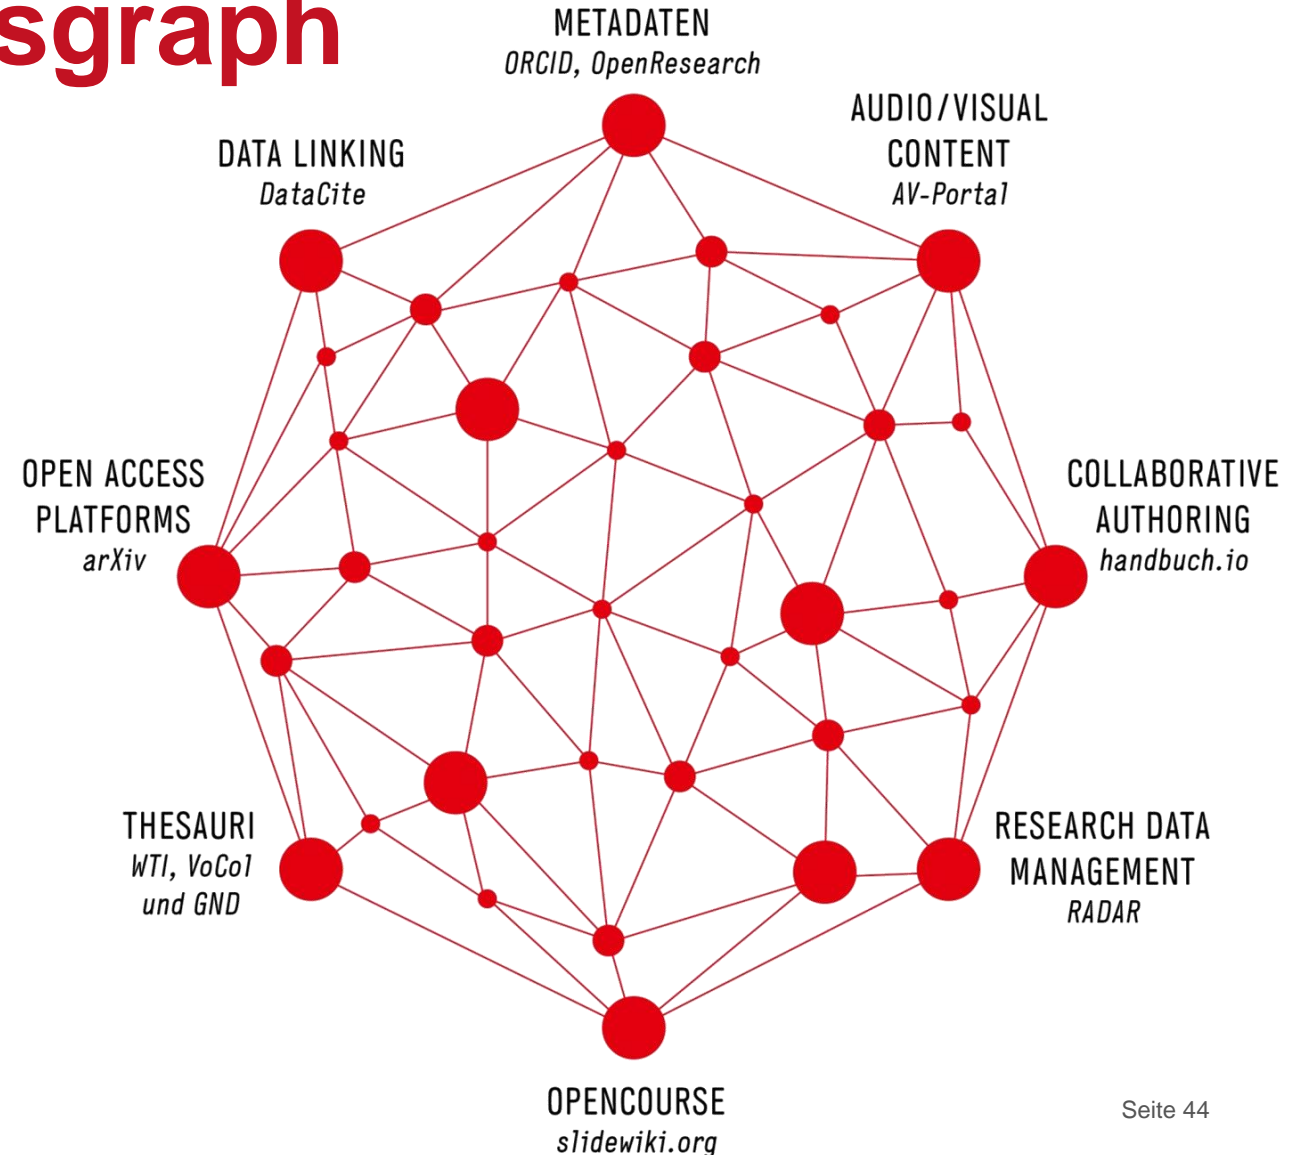 sgraph
METADATEN
ORCID, OpenResearch
AUDIO/VISUAL
CONTENT
AV-Portal
DATA LINKING
DataCite
OPEN ACCESS
PLATFORMS
arXiv
COLLABORATIVE
AUTHORING
handbuch.io
THESAURI
WTI, VoCol
und GND
RESEARCH DATA
MANAGEMENT
RADAR
OPENCOURSE
slidewiki.org
Seite 44